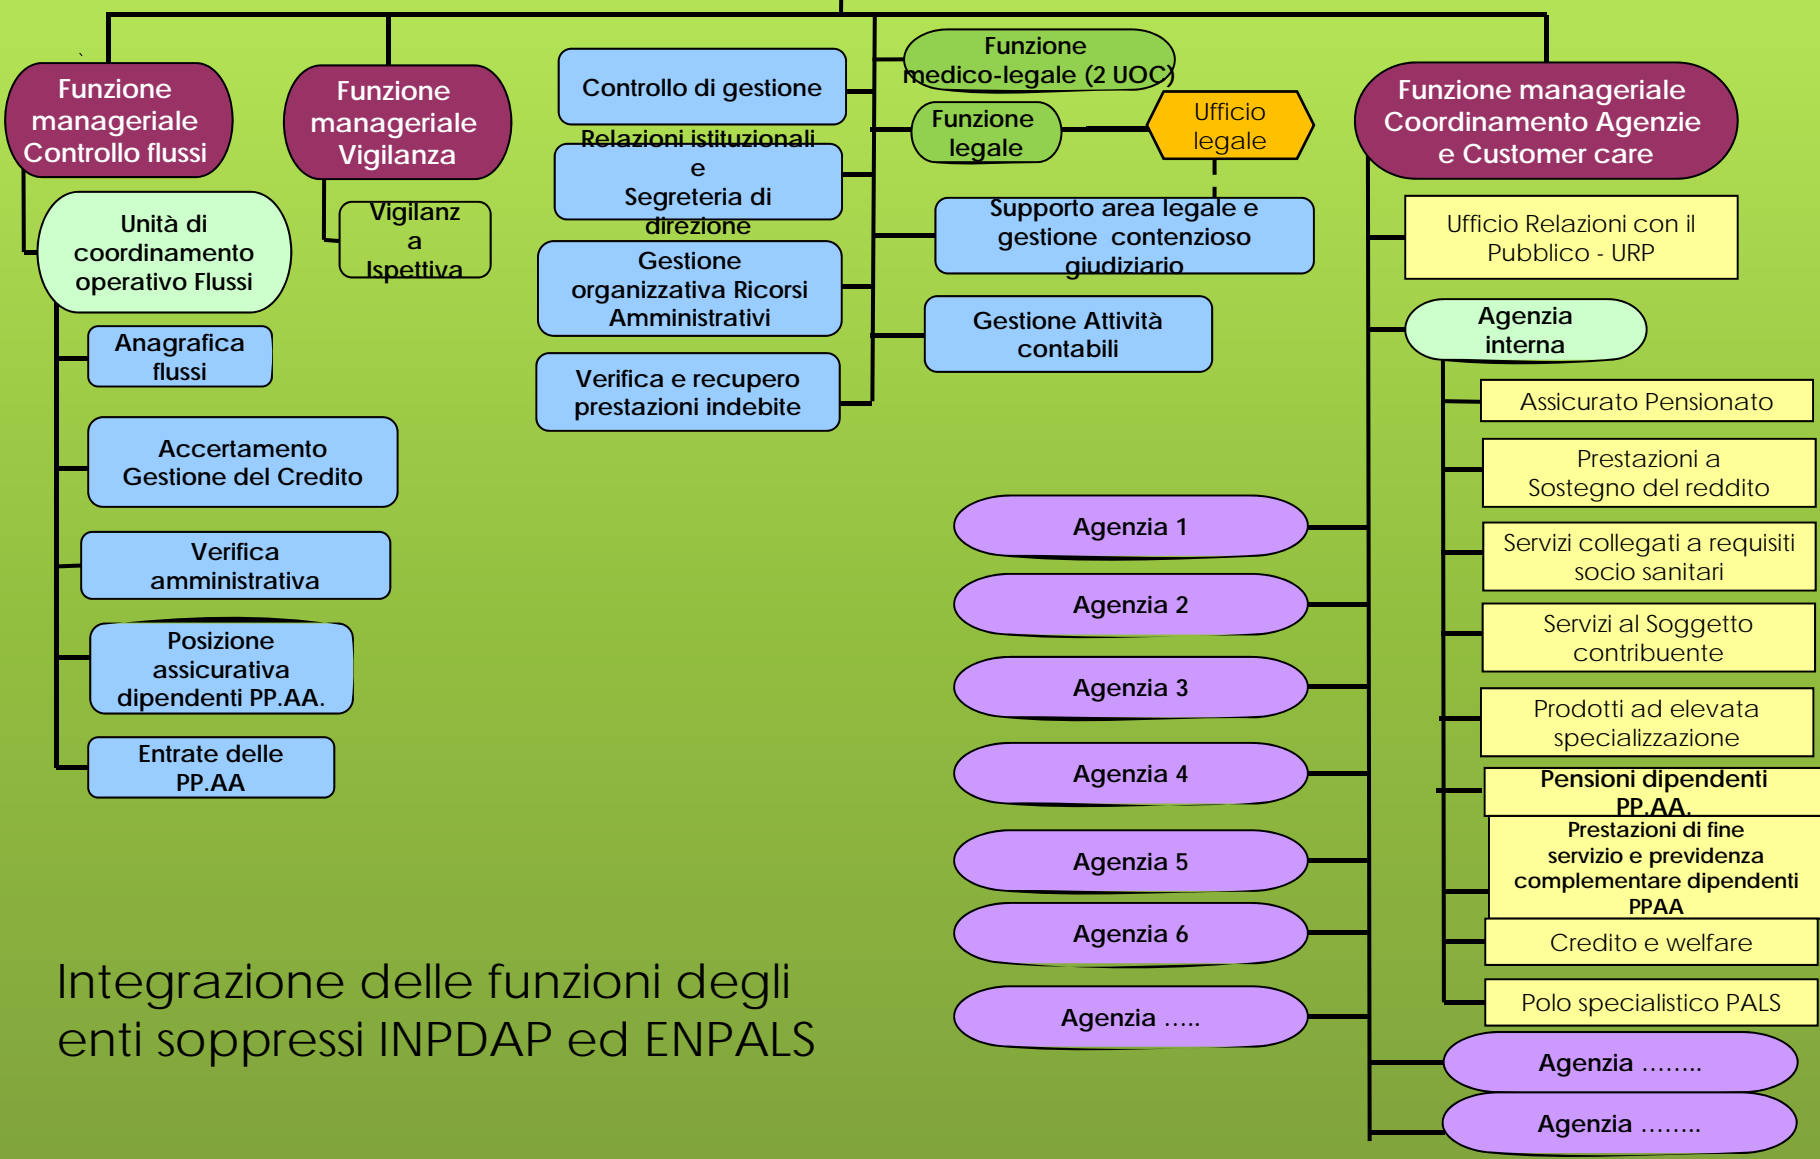 Funzione
manageriale
Controllo flussi
Unità di
coordinamento
operativo Flussi
Anagrafica
flussi
Accertamento
Gestione del Credito
Verifica
amministrativa
Posizione
assicurativa
dipendenti PP.AA.
Entrate delle
PP.AA
Funzione
manageriale
Vigilanza
Vigilanz
a
Ispettiva
Controllo di gestione
Relazioni istituzionali
e
Segreteria di
direzione
Gestione
organizzativa Ricorsi
Amministrativi
Verifica e recupero
prestazioni indebite
Funzione
medico-legale (2 UOC)
Funzione
legale
Ufficio
legale
Supporto area legale e
gestione contenzioso
giudiziario
Gestione Attività
contabili
Funzione manageriale
Coordinamento Agenzie
e Customer care
Ufficio Relazioni con il
Pubblico - URP
Agenzia
interna
Assicurato Pensionato
Prestazioni a
Sostegno del reddito
Servizi collegati a requisiti
socio sanitari
Servizi al Soggetto
contribuente
Prodotti ad elevata
specializzazione
Pensioni dipendenti
PP.AA.
Prestazioni di fine
servizio e previdenza
complementare dipendenti
PPAA
Credito e welfare
Polo specialistico PALS
Agenzia 1
Agenzia 2
Agenzia 3
Agenzia 4
Agenzia 5
Agenzia 6
Agenzia …..
Agenzia ……..
Agenzia ……..
Integrazione delle funzioni degli
enti soppressi INPDAP ed ENPALS